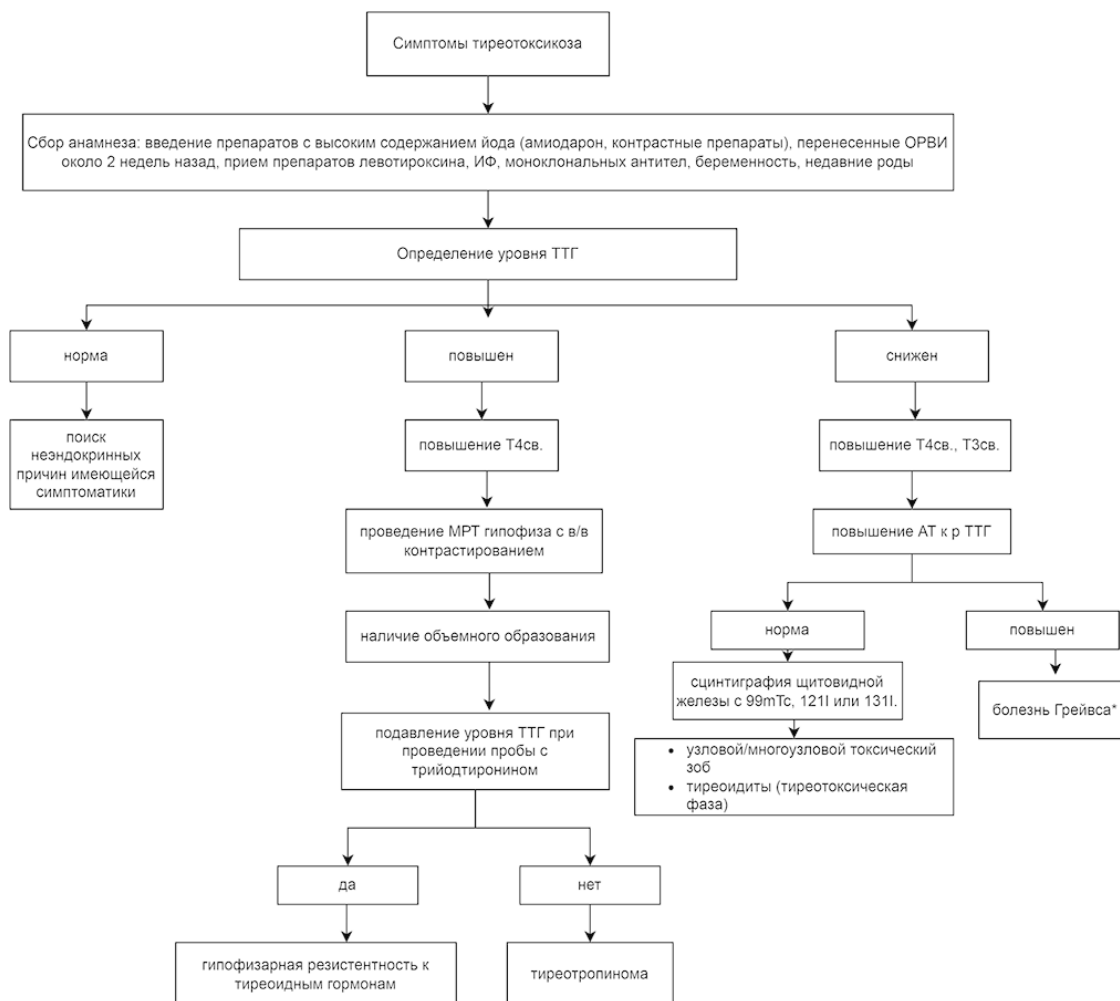 Симптомы тиреотоксикоза
Сбор анамнеза: введение препаратов с высоким содержанием йода (амиодарон, контрастные препараты), перенесенные ОРВИ
около 2 недель назад, прием препаратов левотироксина, ИФ, моноклональных антител, беременность, недавние роды
Определение уровня ТТГ
норма
повышен
снижен
поиск
неэндокринных
причин имеющейся
симптоматики
повышение Т4св.
повышение Т4св., Т3св.
проведение МРТ гипофиза с в/в
контрастированием
повышение АТ к р ТТГ
наличие объемного образования
норма
повышен
сцинтиграфия щитовидной
железы с 99mTc, 121I или 131I.
болезнь Грейвса*
подавление уровня ТТГ при
проведении пробы с
трийодтиронином
• узловой/многоузловой токсический
зоб
• тиреоидиты (тиреотоксическая
фаза)
да
нет
гипофизарная резистентность к
тиреоидным гормонам
тиреотропинома